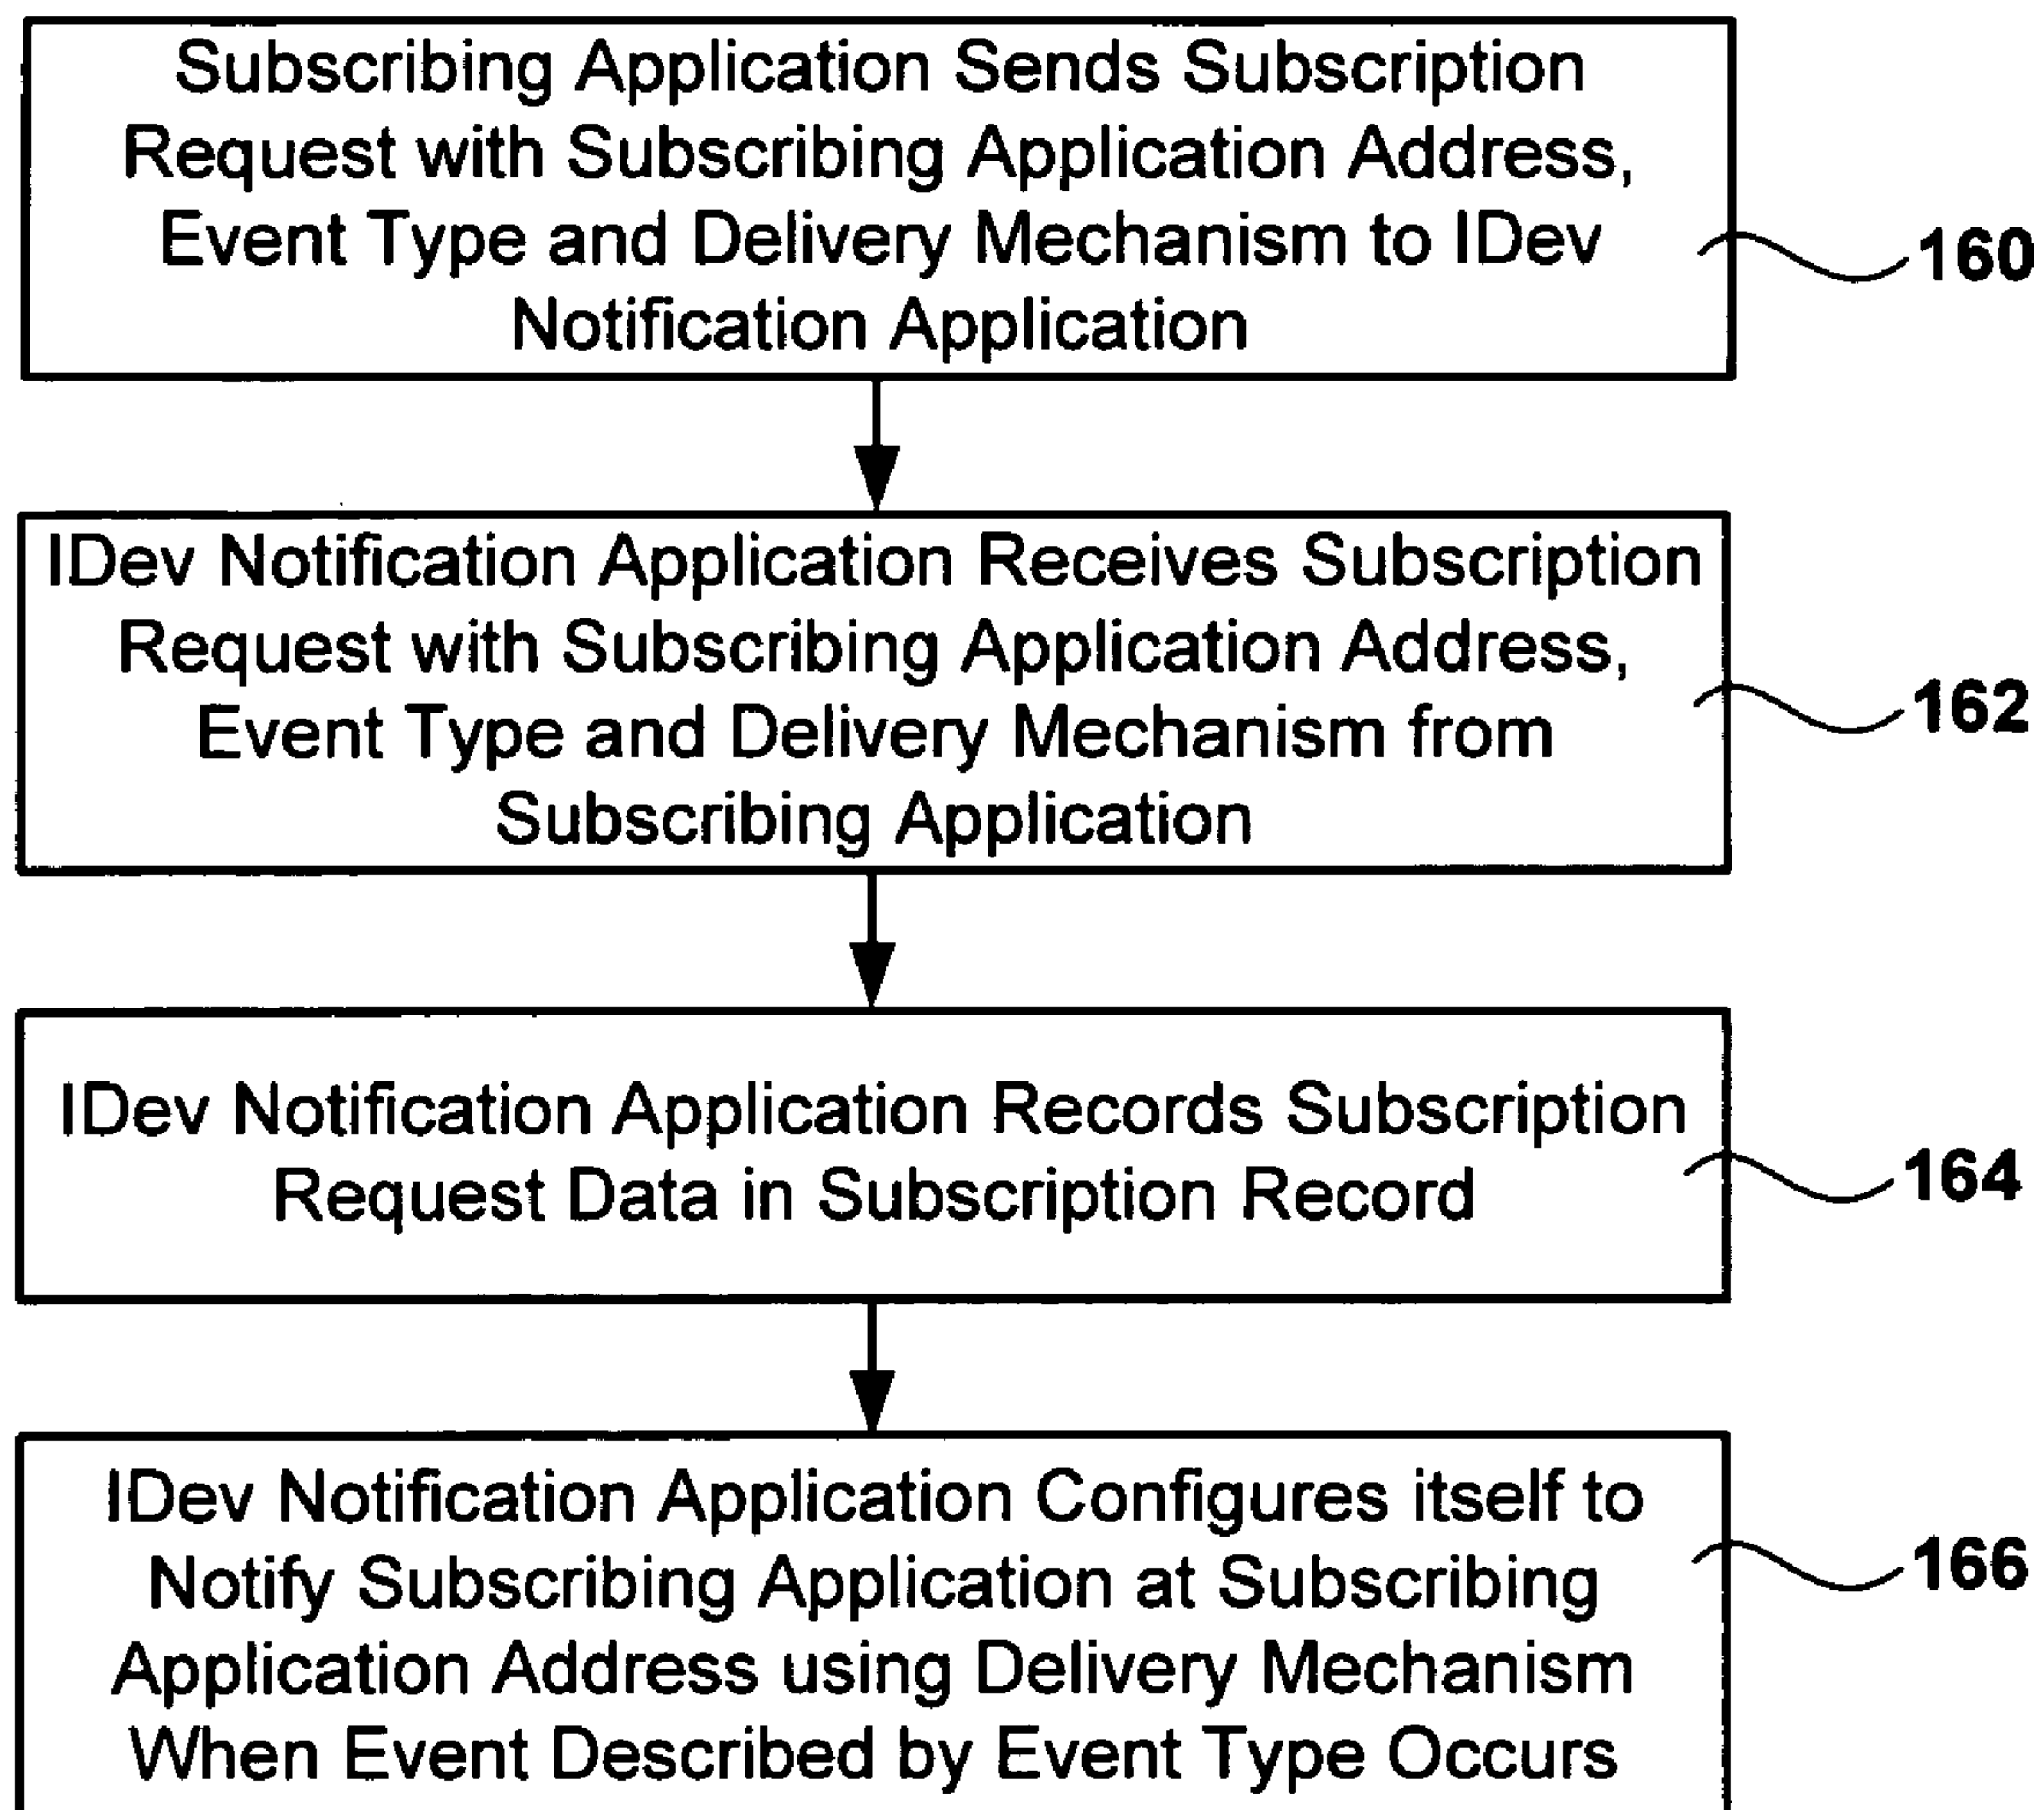 Subscribing Application Sends Subscription
Request with Subscribing Application Address,
Event Type and Delivery Mechanism to IDev
Notification Application
160
IDev Notification Application Receives Subscription
Request with Subscribing Application Address,
Event Type and Delivery Mechanism from
Subscribing Application
162
IDev Notification Application Records Subscription
Request Data in Subscription Record
164
IDev Notification Application Configures itself to
Notify Subscribing Application at Subscribing
Application Address using Delivery Mechanism
When Event Described by Event Type Occurs
166